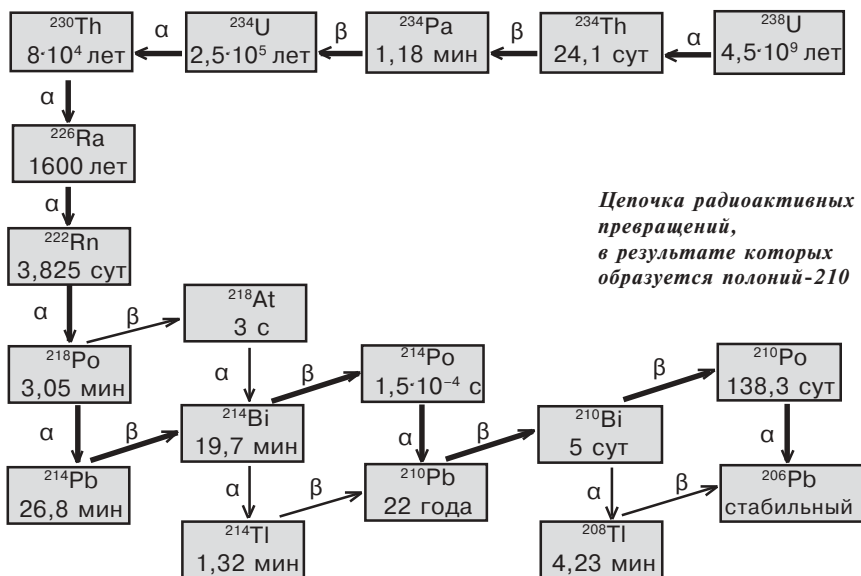 ²³⁰Th
8·10⁴ лет
α
²³⁴U
2,5·10⁵ лет
β
²³⁴Pa
1,18 мин
β
²³⁴Th
24,1 сут
α
²³⁸U
4,5·10⁹ лет
α
²²⁶Ra
1600 лет
α
²²²Rn
3,825 сут
Цепочка радиоактивных
превращений,
в результате которых
образуется полоний-210
α
β
²¹⁸At
3 с
²¹⁸Po
3,05 мин
α
β
²¹⁴Po
1,5·10⁻⁴ с
β
²¹⁰Po
138,3 сут
α
β
²¹⁴Bi
19,7 мин
α
β
²¹⁰Bi
5 сут
α
²¹⁴Pb
26,8 мин
α
β
²¹⁰Pb
22 года
α
β
²⁰⁶Pb
стабильный
²¹⁴Tl
1,32 мин
²⁰⁸Tl
4,23 мин